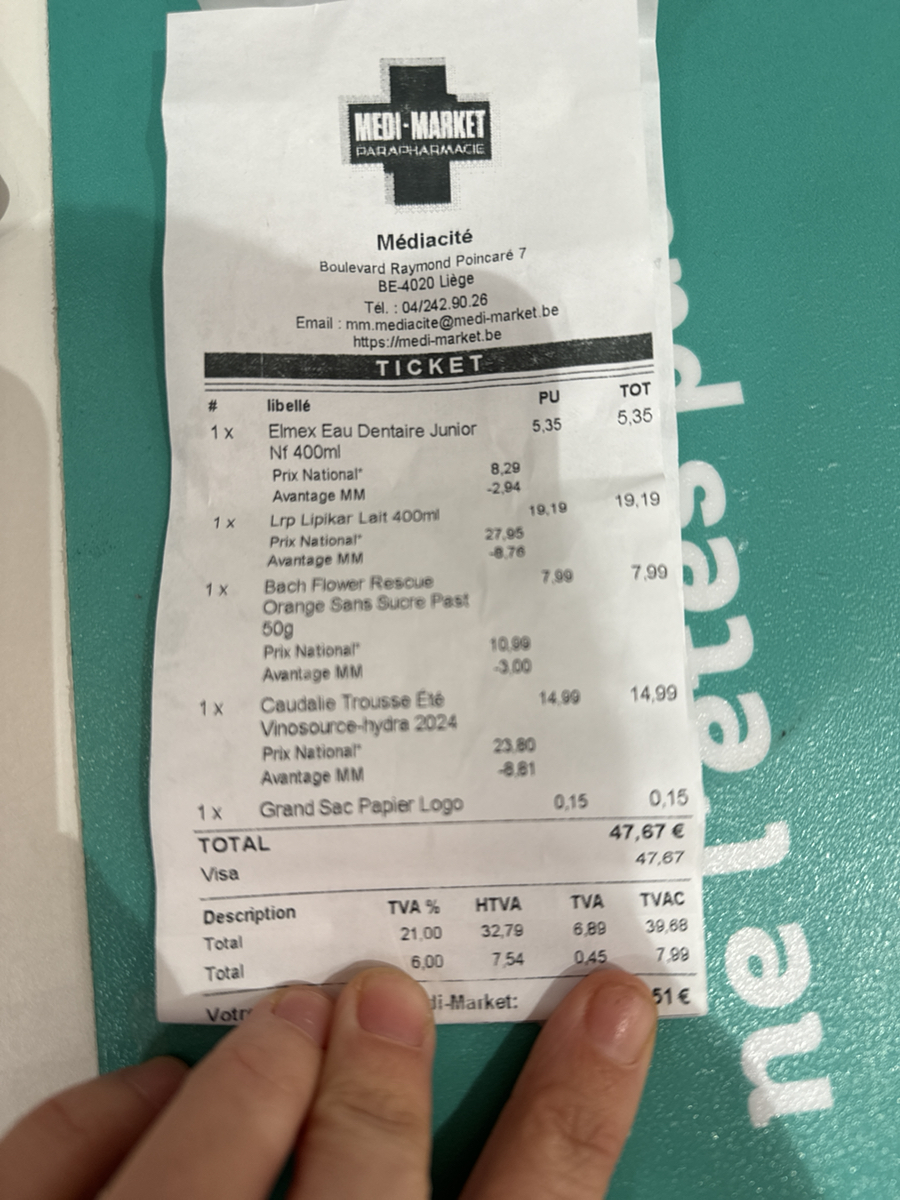 MEDI-MARKET
PARAPHARMACIE
Médiacité
Boulevard Raymond Poincaré 7
BE-4020 Liège
Tél. : 04/242.90.26
Email : mm.mediacite@medi-market.be
https://medi-market.be
TICKET
# libellé PU TOT
1 x Elmex Eau Dentaire Junior 5,35 5,35
Nf 400ml
Prix National* 8,29
Avantage MM -2,94
1 x Lrp Lipikar Lait 400ml 19,19 19,19
Prix National* 27,95
Avantage MM -8,76
1 x Bach Flower Rescue 7,99 7,99
Orange Sans Sucre Past
50g
Prix National* 10,99
Avantage MM -3,00
1 x Caudalie Trousse Été 14,99 14,99
Vinosource-hydra 2024
Prix National* 23,80
Avantage MM -8,81
1 x Grand Sac Papier Logo 0,15 0,15
TOTAL 47,67 €
Visa 47,67
Description TVA % HTVA TVA TVAC
Total 21,00 32,79 6,89 39,68
Total 6,00 7,54 0,45 7,99
di-Market: 51 €